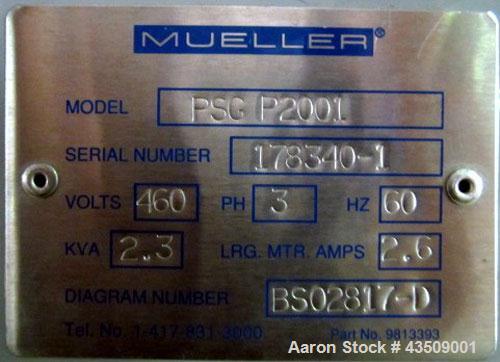 MUELLER®
MODEL PSG P2001
SERIAL NUMBER 178340-1
VOLTS 460 PH 3 HZ 60
KVA 2.3 LRG. MTR. AMPS 2.6
DIAGRAM NUMBER BS02817-D
Tel. No. 1-417-831-3000 Part No. 9813393
Aaron Stock # 43509001